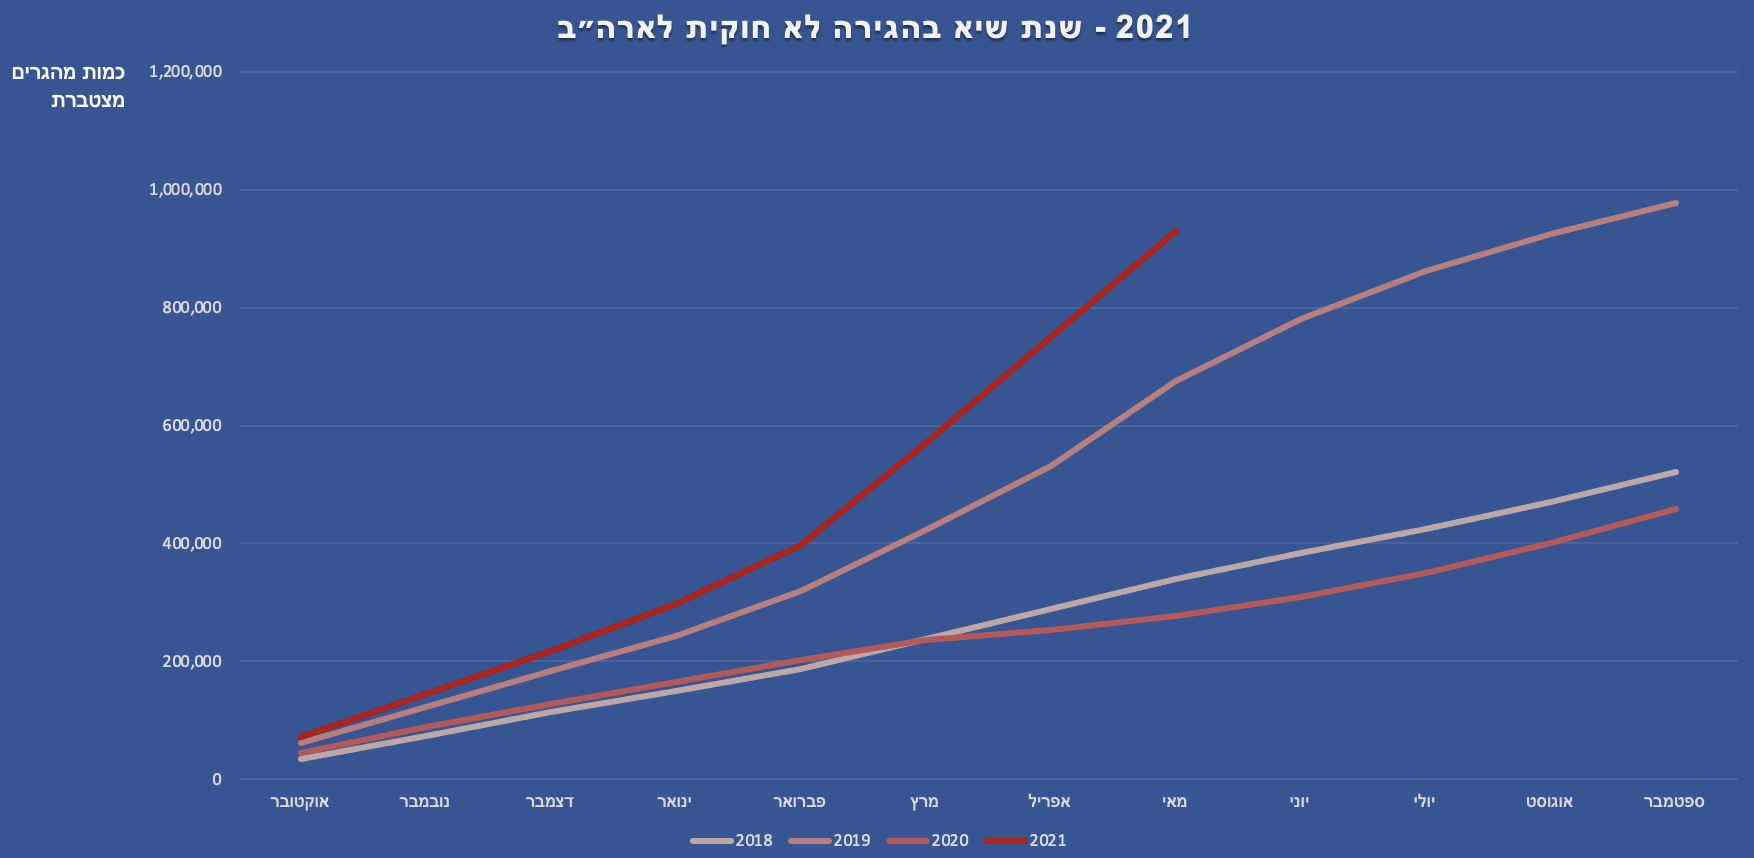 2021 - שנת שיא בהגירה לא חוקית לארה״ב
כמות מהגרים
מצטברת
1,200,000
1,000,000
800,000
600,000
400,000
200,000
0
אוקטובר נובמבר דצמבר ינואר פברואר מרץ אפריל מאי יוני יולי אוגוסט ספטמבר
2018 2019 2020 2021